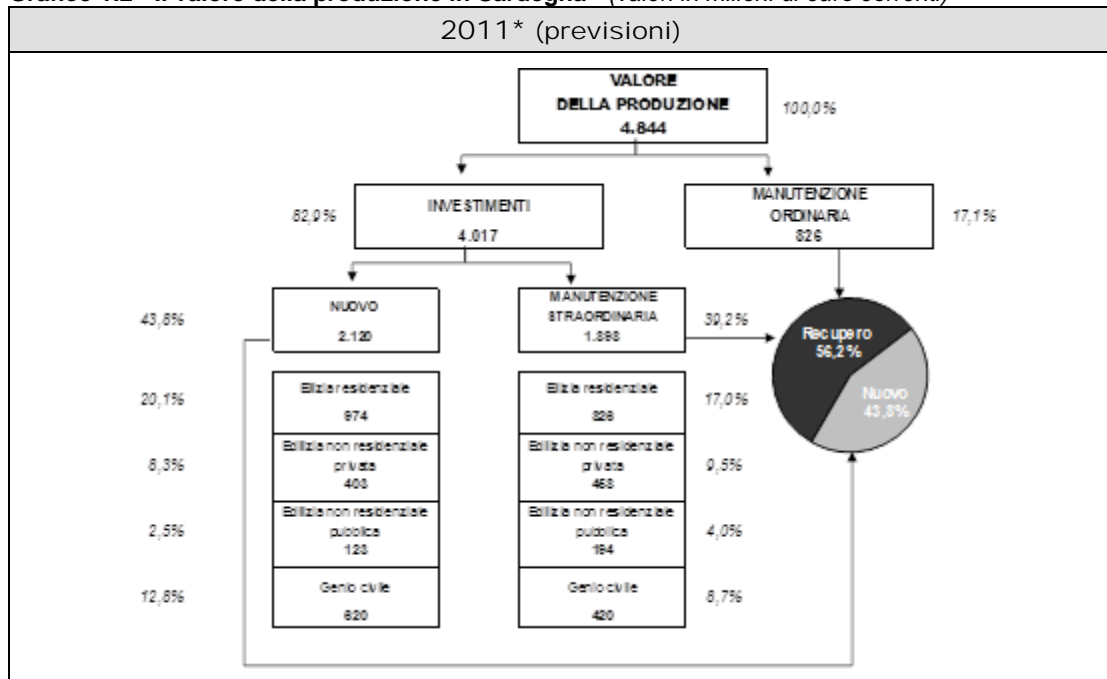 Grafico 1.2 - Il valore della produzione in Sardegna - (Valori in milioni di euro correnti)
2011* (previsioni)
VALORE
DELLA PRODUZIONE
4.844
100,0%
82,9%
INVESTIMENTI
4.017
MANUTENZIONE
ORDINARIA
826
17,1%
43,8%
NUOVO
2.120
MANUTENZIONE
STRAORDINARIA
1.898
39,2%
Recupero
56,2%
Nuovo
43,8%
20,1%
Elizia residenziale
974
Elizia residenziale
826
17,0%
8,3%
Edilizia non residenziale
privata
403
Edilizia non residenziale
privata
458
9,5%
2,5%
Edilizia non residenziale
pubblica
123
Edilizia non residenziale
pubblica
194
4,0%
12,8%
Genio civile
620
Genio civile
420
8,7%